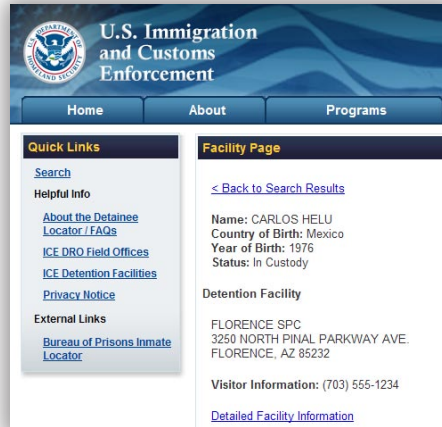 U.S. Immigration
and Customs
Enforcement
Home About Programs
Quick Links
Search
Helpful Info
About the Detainee
Locator / FAQs
ICE DRO Field Offices
ICE Detention Facilities
Privacy Notice
External Links
Bureau of Prisons Inmate
Locator
Facility Page
< Back to Search Results
Name: CARLOS HELU
Country of Birth: Mexico
Year of Birth: 1976
Status: In Custody
Detention Facility
FLORENCE SPC
3250 NORTH PINAL PARKWAY AVE.
FLORENCE, AZ 85232
Visitor Information: (703) 555-1234
Detailed Facility Information